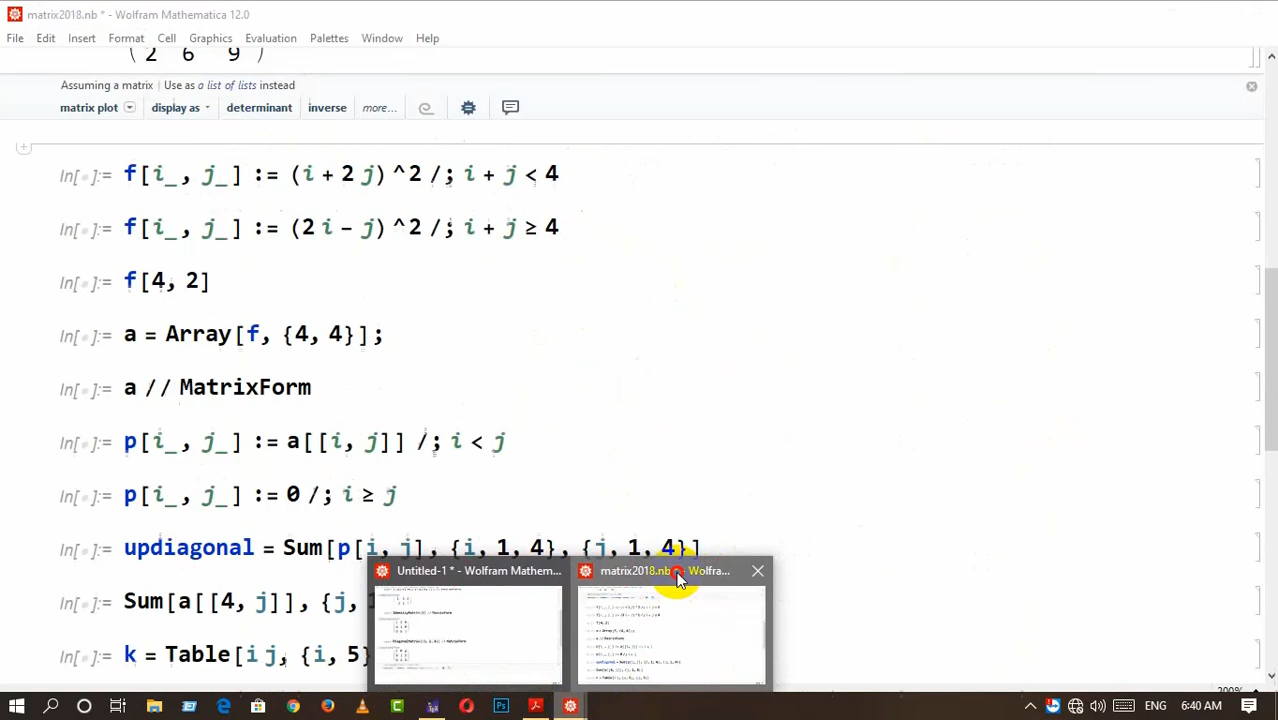 matrix2018.nb * - Wolfram Mathematica 12.0
File Edit Insert Format Cell Graphics Evaluation Palettes Window Help
( 2 6 9 )
Assuming a matrix | Use as a list of lists instead
matrix plot display as determinant inverse more...
In[ ]:= f[i_, j_] := (i + 2 j) ^2 /; i + j < 4
In[ ]:= f[i_, j_] := (2 i - j) ^2 /; i + j ≥ 4
In[ ]:= f[4, 2]
In[ ]:= a = Array[f, {4, 4}];
In[ ]:= a // MatrixForm
In[ ]:= p[i_, j_] := a[[i, j]] /; i < j
In[ ]:= p[i_, j_] := 0 /; i ≥ j
In[ ]:= updiagonal = Sum[p[i, j], {i, 1, 4}, {j, 1, 4}]
Untitled-1 * - Wolfram Mathem...
matrix2018.nb * - Wolfra...
In[ ]:= Sum[a[[4, j]], {j,
In[ ]:= k = Table[i j, {i, 5}
200%
ENG 6:40 AM